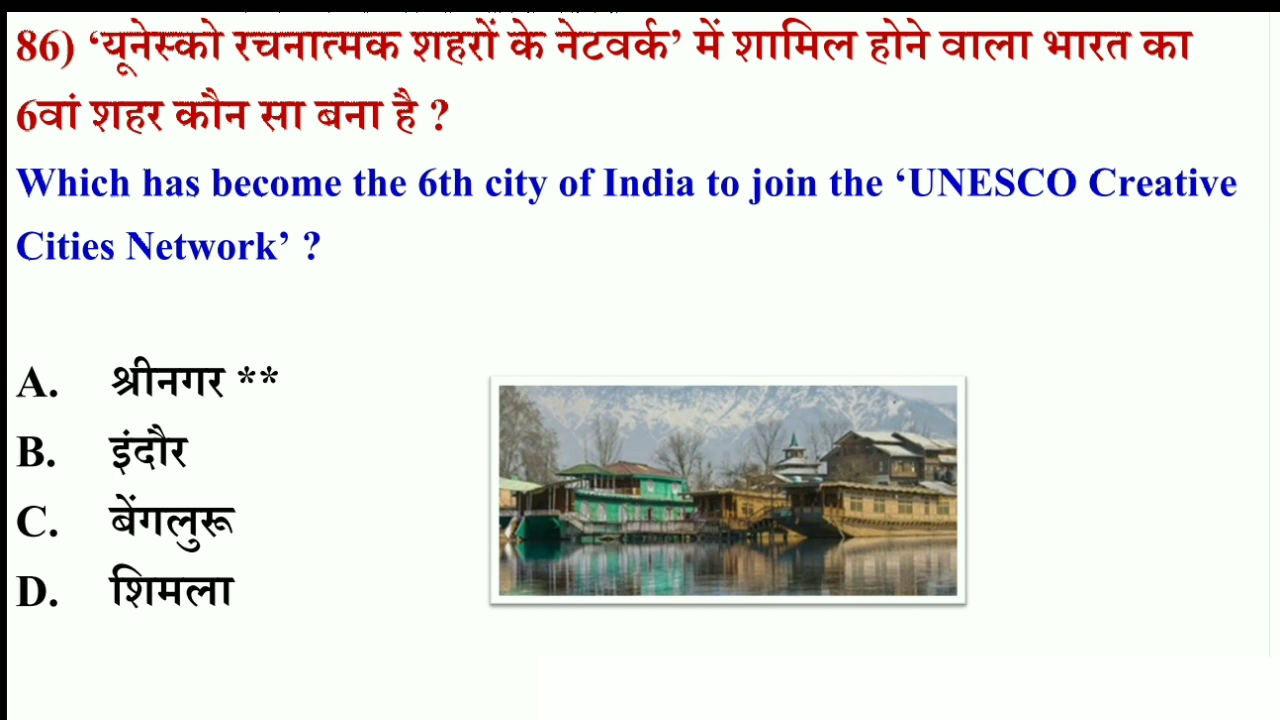 86) ‘यूनेस्को रचनात्मक शहरों के नेटवर्क’ में शामिल होने वाला भारत का
6वां शहर कौन सा बना है ?
Which has become the 6th city of India to join the ‘UNESCO Creative
Cities Network’ ?
A. श्रीनगर **
B. इंदौर
C. बेंगलुरू
D. शिमला